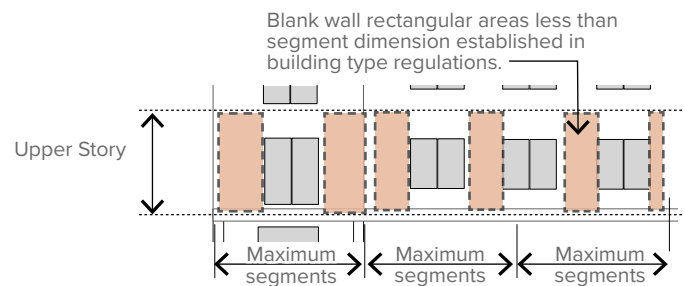 Blank wall rectangular areas less than
segment dimension established in
building type regulations.
Upper Story
Maximum
segments
Maximum
segments
Maximum
segments